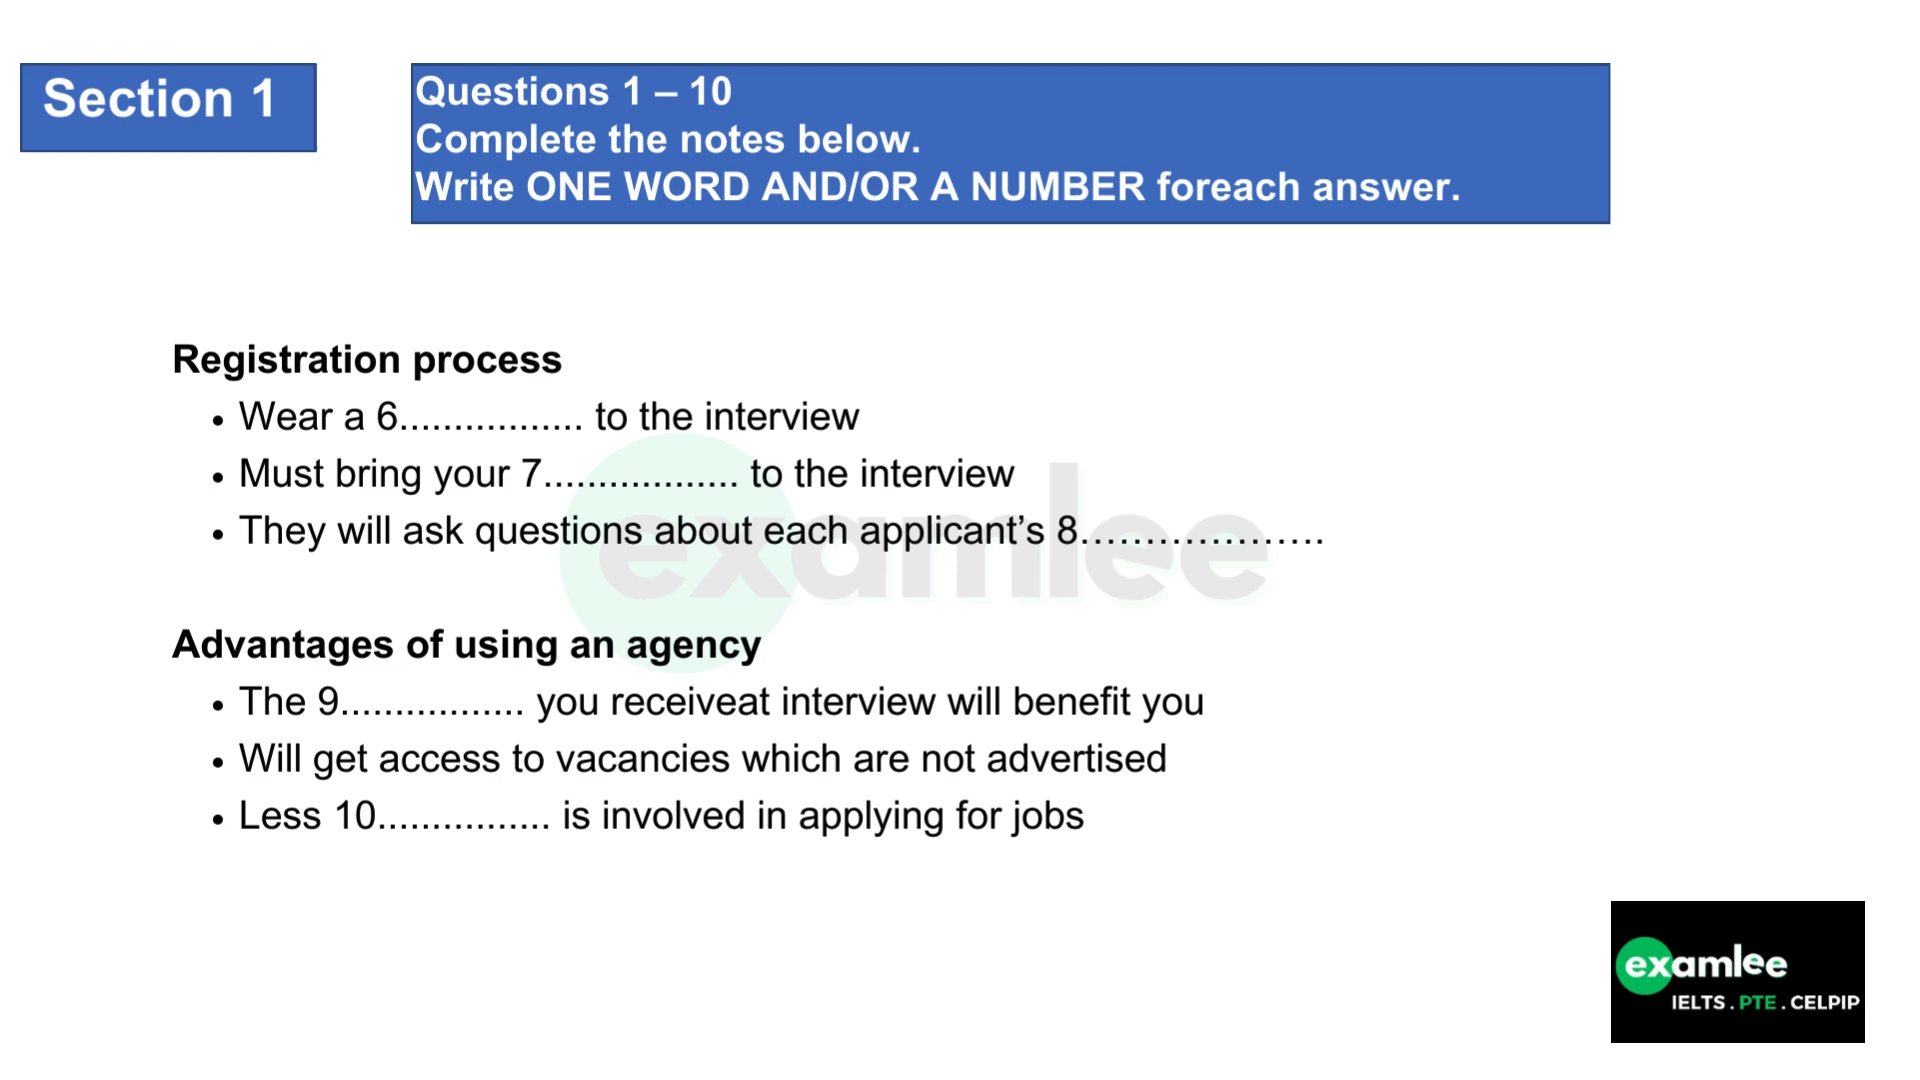 Section 1
Questions 1 – 10
Complete the notes below.
Write ONE WORD AND/OR A NUMBER foreach answer.
Registration process
• Wear a 6................. to the interview
• Must bring your 7.................. to the interview
• They will ask questions about each applicant’s 8……………….
examlee
Advantages of using an agency
• The 9................. you receiveat interview will benefit you
• Will get access to vacancies which are not advertised
• Less 10................ is involved in applying for jobs
examlee
IELTS . PTE . CELPIP